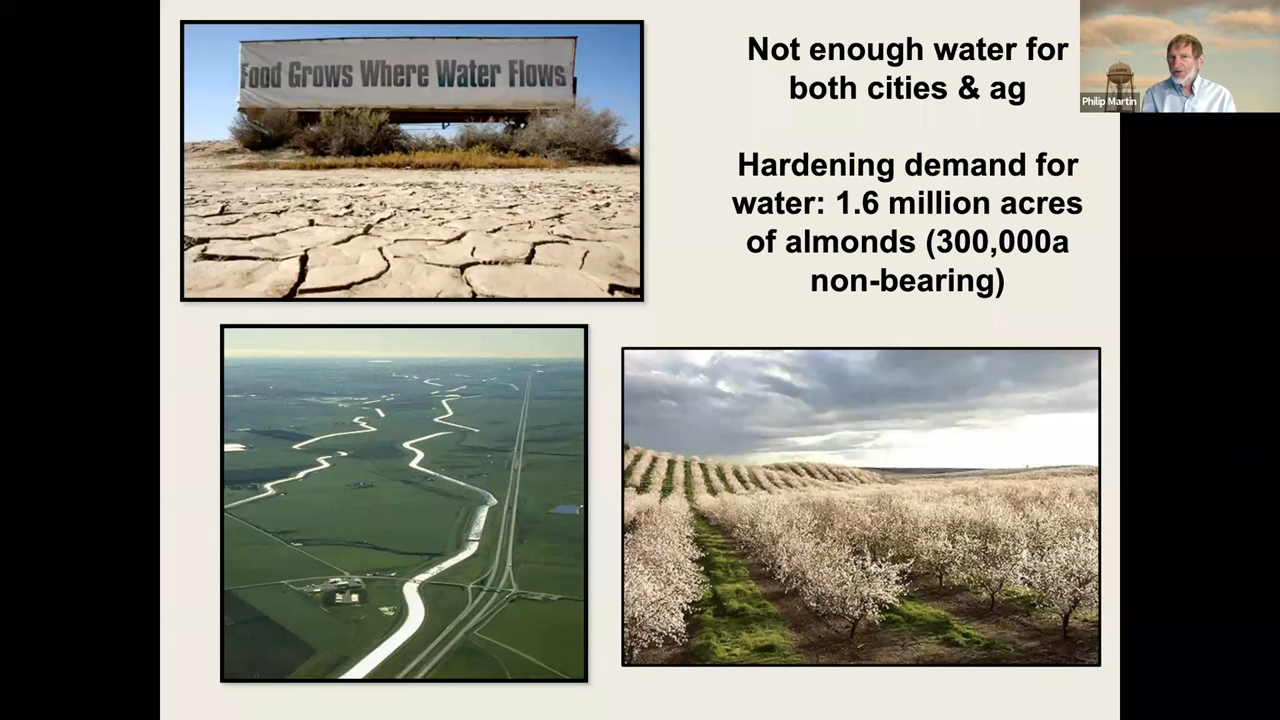 Food Grows Where Water Flows
Not enough water for
both cities & ag
Hardening demand for
water: 1.6 million acres
of almonds (300,000a
non-bearing)
Philip Martin